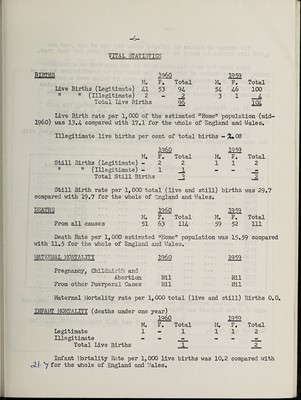 -6-
VITAL STATISTICS
BIRTHS 1960 1959
M. F. Total M. F. Total
Live Births (Legitimate) 41 53 94 54 46 100
" " (Illegitimate) 2 - 2 3 1 4
Total Live Births 96 104
Live Birth rate per 1,000 of the estimated "Home" population (mid-
1960) was 13.4 compared with 17.1 for the whole of England and Wales.
Illegitimate live births per cent of total births - 2.08
1960 1959
M. F. Total M. F. Total
Still Births (Legitimate) - 2 2 1 1 2
" " (Illegitimate) - 1 1 - - -
Total Still Births 3 2
Still Birth rate per 1,000 total (live and still) births was 29.7
compared with 19.7 for the whole of England and Wales.
DEATHS 1960 1959
M. F. Total M. F. Total
From all causes 51 63 114 59 52 111
Death Rate per 1,000 estimated "Home" population was 15.59 compared
with 11.5 for the whole of England and Wales.
MATERNAL MORTALITY 1960 1959
Pregnancy, Childbirth and
Abortion Nil Nil
From other Puerperal Cases Nil Nil
Maternal Mortality rate per 1,000 total (live and still) Births 0.0.
INFANT MORTALITY (deaths under one year)
1960 1959
M. F. Total M. F. Total
Legitimate 1 - 1 1 1 2
Illegitimate - - - - - -
Total Live Births 1 2
Infant Mortality Rate per 1,000 live births was 10.2 compared with
21.7 for the whole of England and Wales.